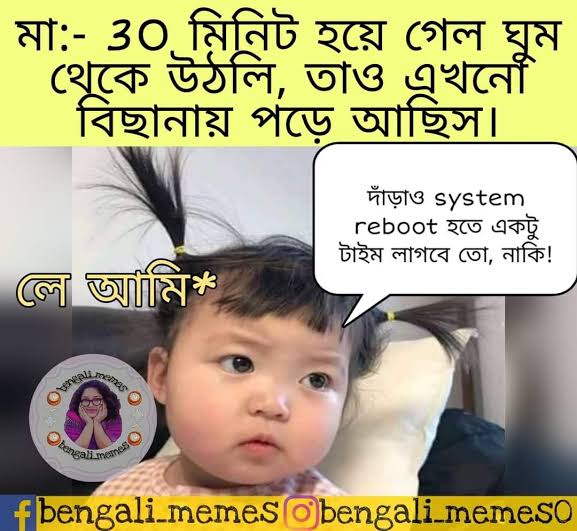 মা:- 30 মিনিট হয়ে গেল ঘুম
থেকে উঠলি, তাও এখনো
বিছানায় পড়ে আছিস।
দাঁড়াও system
reboot হতে একটু
টাইম লাগবে তো, নাকি!
লে আমি*
bengali_memes
bengali_memes
f bengali_memes bengali_memes0